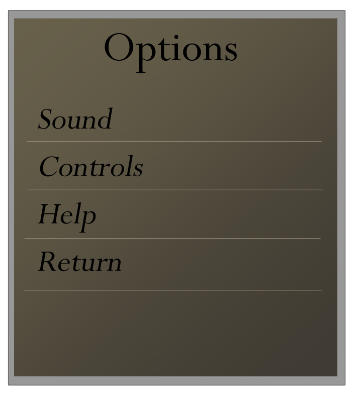 Options
Sound
Controls
Help
Return